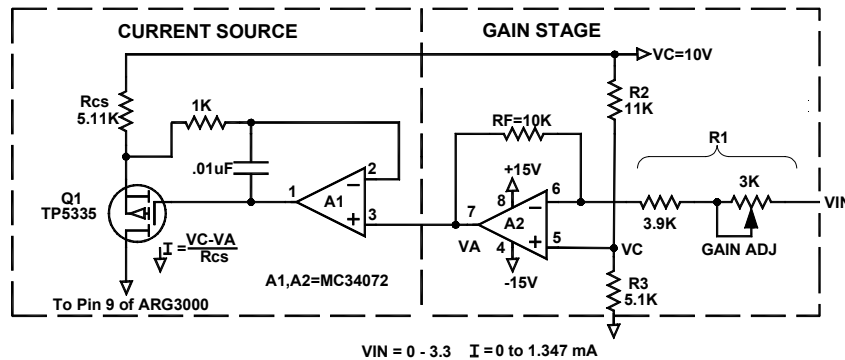 CURRENT SOURCE
GAIN STAGE
VC=10V
Rcs
5.11K
1K
R2
11K
RF=10K
R1
.01uF
2
1
A1
3
+15V
8
7
A2
6
5
4
-15V
VA
VC
3.9K
3K
VIN
GAIN ADJ
Q1
TP5335
I = VC-VA
Rcs
A1,A2=MC34072
R3
5.1K
To Pin 9 of ARG3000
VIN = 0 - 3.3 I = 0 to 1.347 mA